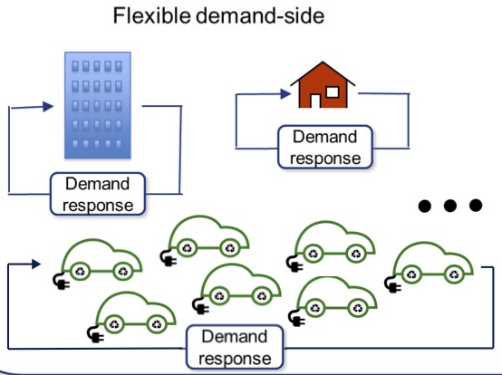 Flexible demand-side
Demand
response
Demand
response
Demand
response